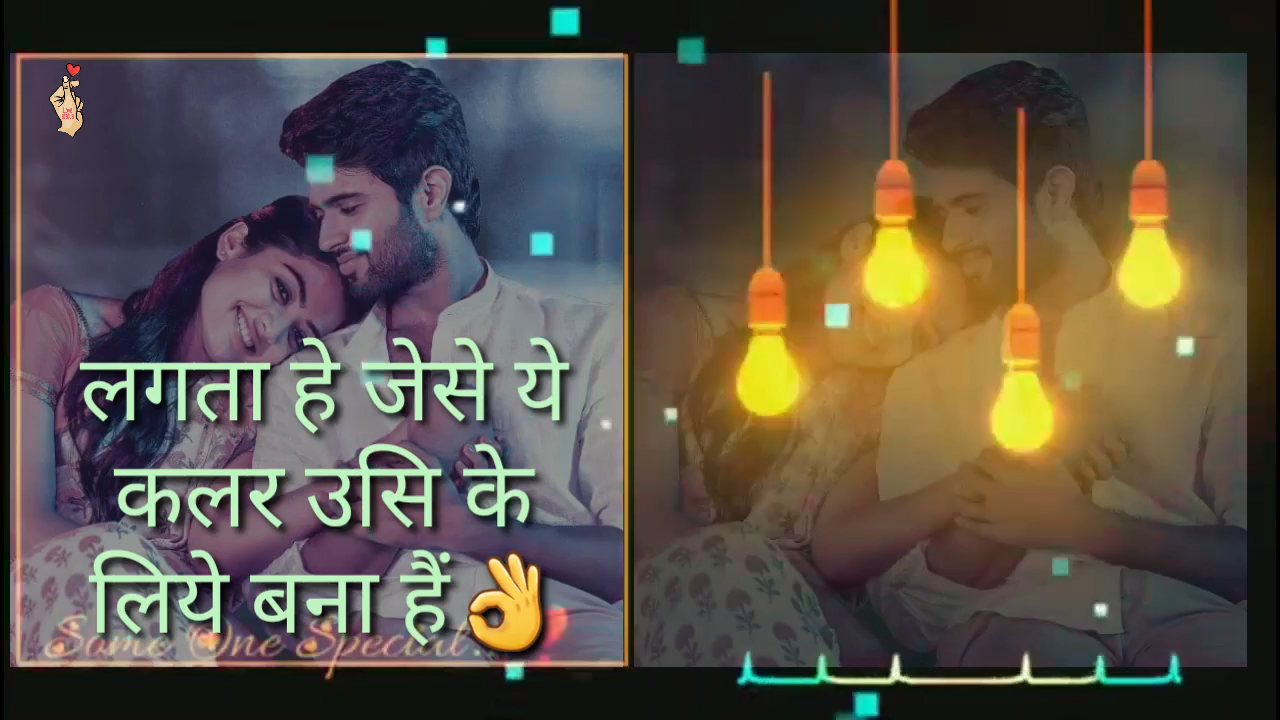 लगता हे जेसे ये
कलर उसि के
लिये बना हैं👌
Some One Special.